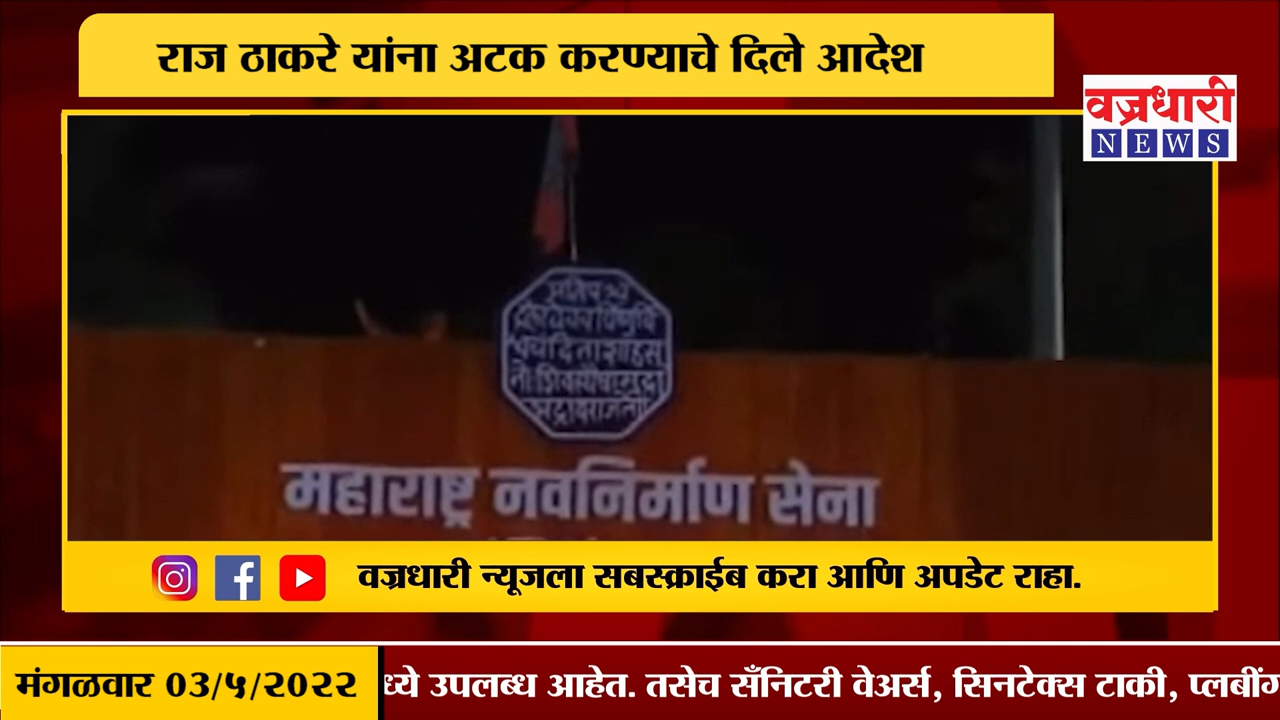 राज ठाकरे यांना अटक करण्याचे दिले आदेश
वज्रधारी
NEWS
महाराष्ट्र नवनिर्माण सेना
वज्रधारी न्यूजला सबस्क्राईब करा आणि अपडेट राहा.
मंगळवार 03/५/२०२२
ध्ये उपलब्ध आहेत. तसेच सॅंनिटरी वेअर्स, सिनटेक्स टाकी, प्लबींग